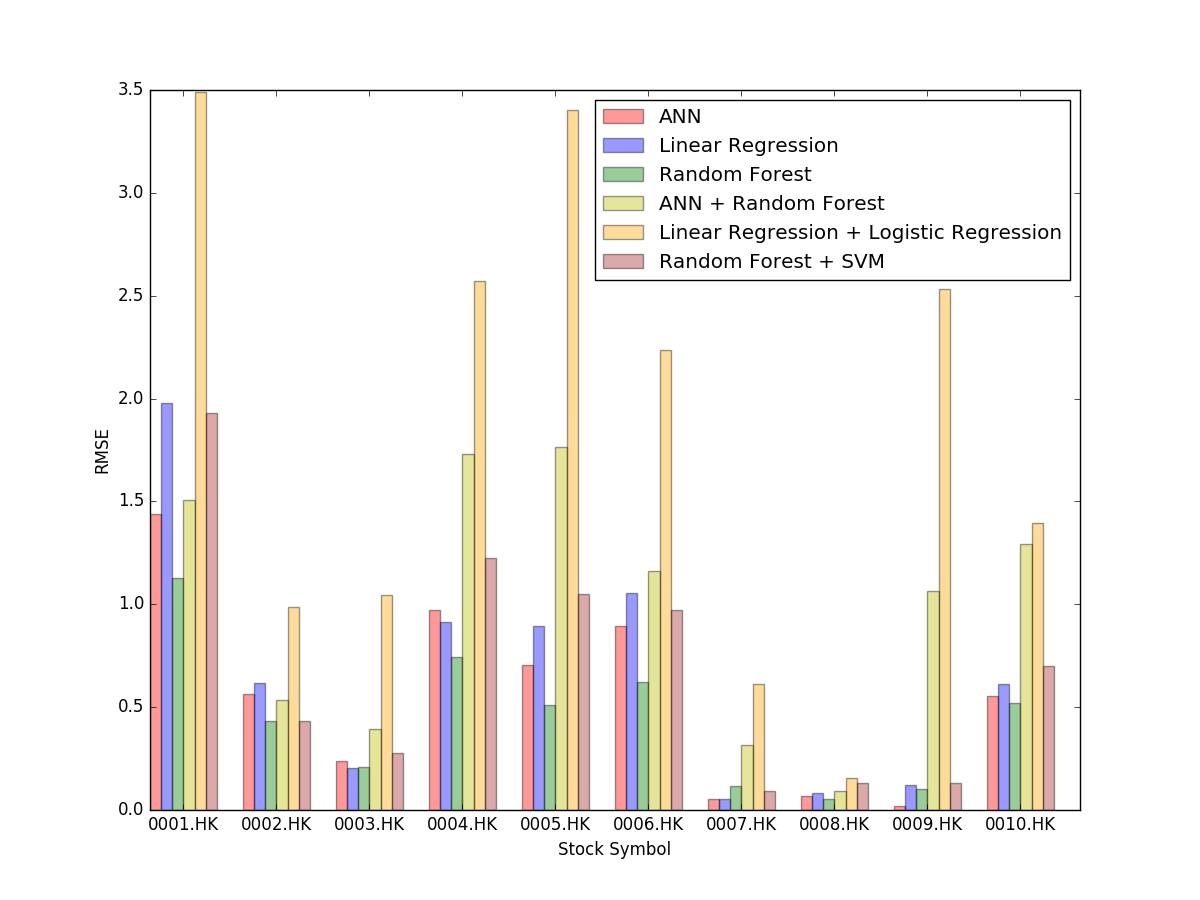 3.5
3.0
2.5
2.0
1.5
1.0
0.5
0.0
RMSE
ANN
Linear Regression
Random Forest
ANN + Random Forest
Linear Regression + Logistic Regression
Random Forest + SVM
0001.HK 0002.HK 0003.HK 0004.HK 0005.HK 0006.HK 0007.HK 0008.HK 0009.HK 0010.HK
Stock Symbol